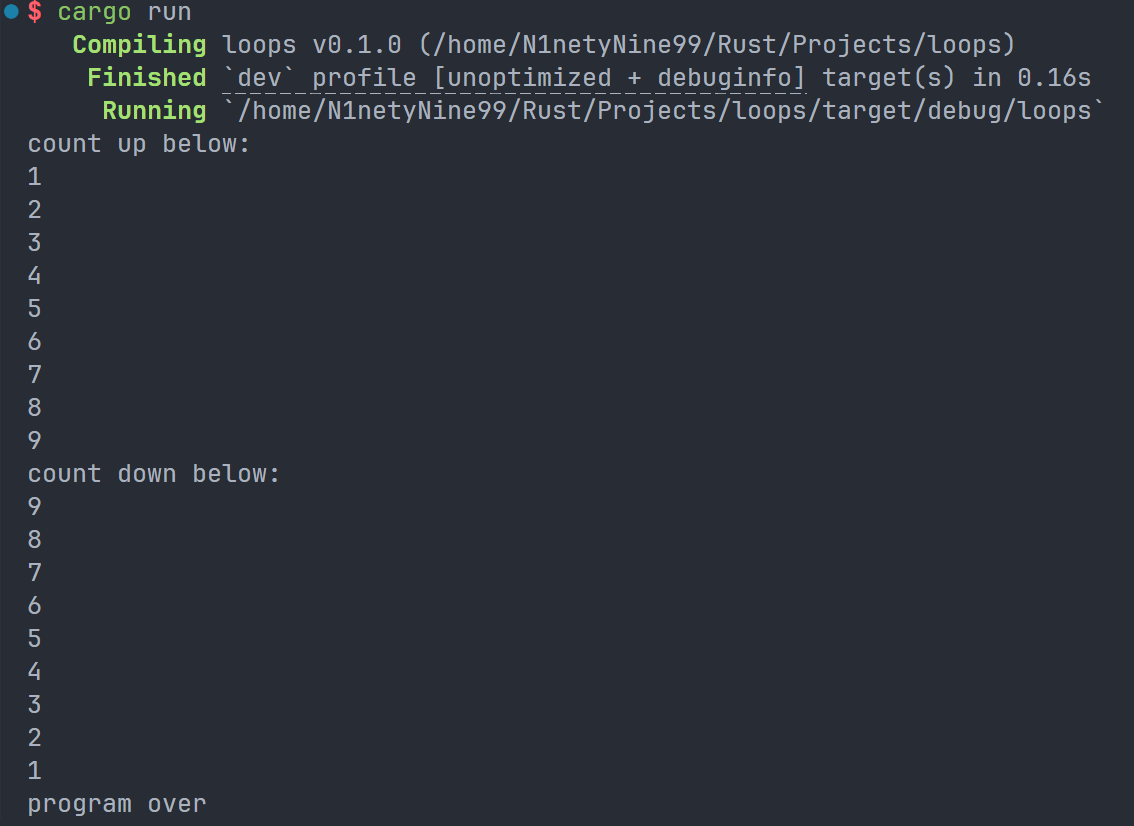 $ cargo run
Compiling loops v0.1.0 (/home/N1netyNine99/Rust/Projects/loops)
Finished `dev` profile [unoptimized + debuginfo] target(s) in 0.16s
Running `/home/N1netyNine99/Rust/Projects/loops/target/debug/loops`
count up below:
1
2
3
4
5
6
7
8
9
count down below:
9
8
7
6
5
4
3
2
1
program over